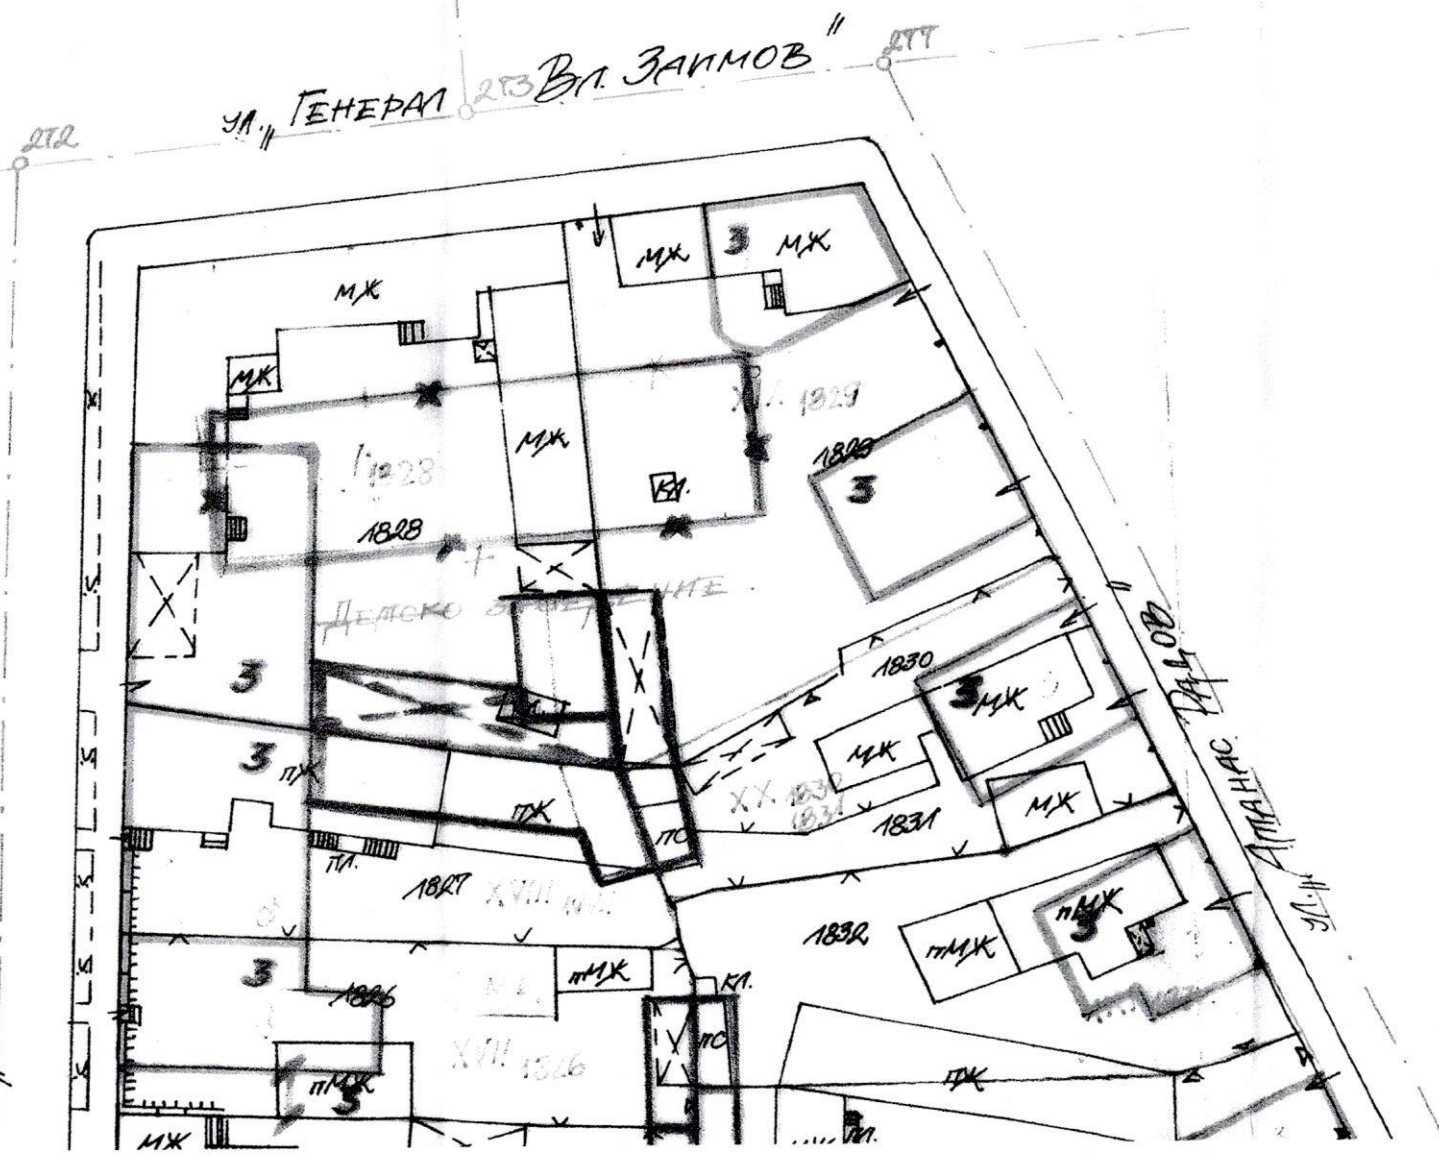 277
273
272
ул. „ГЕНЕРАЛ Вл. ЗАИМОВ"
МЖ
З МЖ
МЖ
МЖ
МЖ
XIX. 1829
1829
З
I. 1828
КЛ.
1828
ДЕТСКО ЗАВЕДЕНИЕ.
1830
З МЖ
З
МЖ
З ПЖ
МЖ
ПЖ
XX. 1830
1831
1831
ПС
ПЛ.
1827
XVIII
1832
пМЖ
З
пМЖ
З
пМЖ
КЛ.
1826
ПС
XVII 1826
ПЖ
пМЖ
З
МЖ
ПЛ.
ул. „АТАНАС РАДОВ"